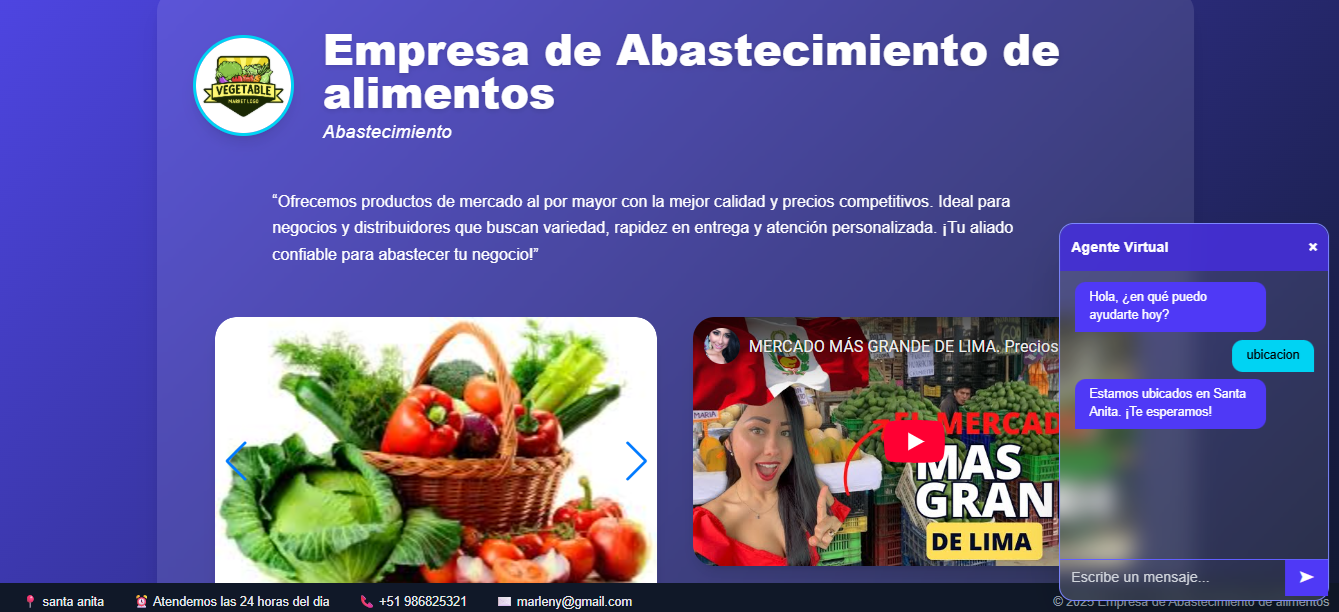 VEGETABLE
MARKET LOGO
Empresa de Abastecimiento de
alimentos
Abastecimiento
“Ofrecemos productos de mercado al por mayor con la mejor calidad y precios competitivos. Ideal para
negocios y distribuidores que buscan variedad, rapidez en entrega y atención personalizada. ¡Tu aliado
confiable para abastecer tu negocio!”
MERCADO MÁS GRANDE DE LIMA. Precios
MARIA
EL MERCAD
MAS
GRAN
DE LIMA
Agente Virtual
×
Hola, ¿en qué puedo
ayudarte hoy?
ubicacion
Estamos ubicados en Santa
Anita. ¡Te esperamos!
Escribe un mensaje...
santa anita
Atendemos las 24 horas del dia
+51 986825321
marleny@gmail.com
© 2025 Empresa de Abastecimiento de alimentos